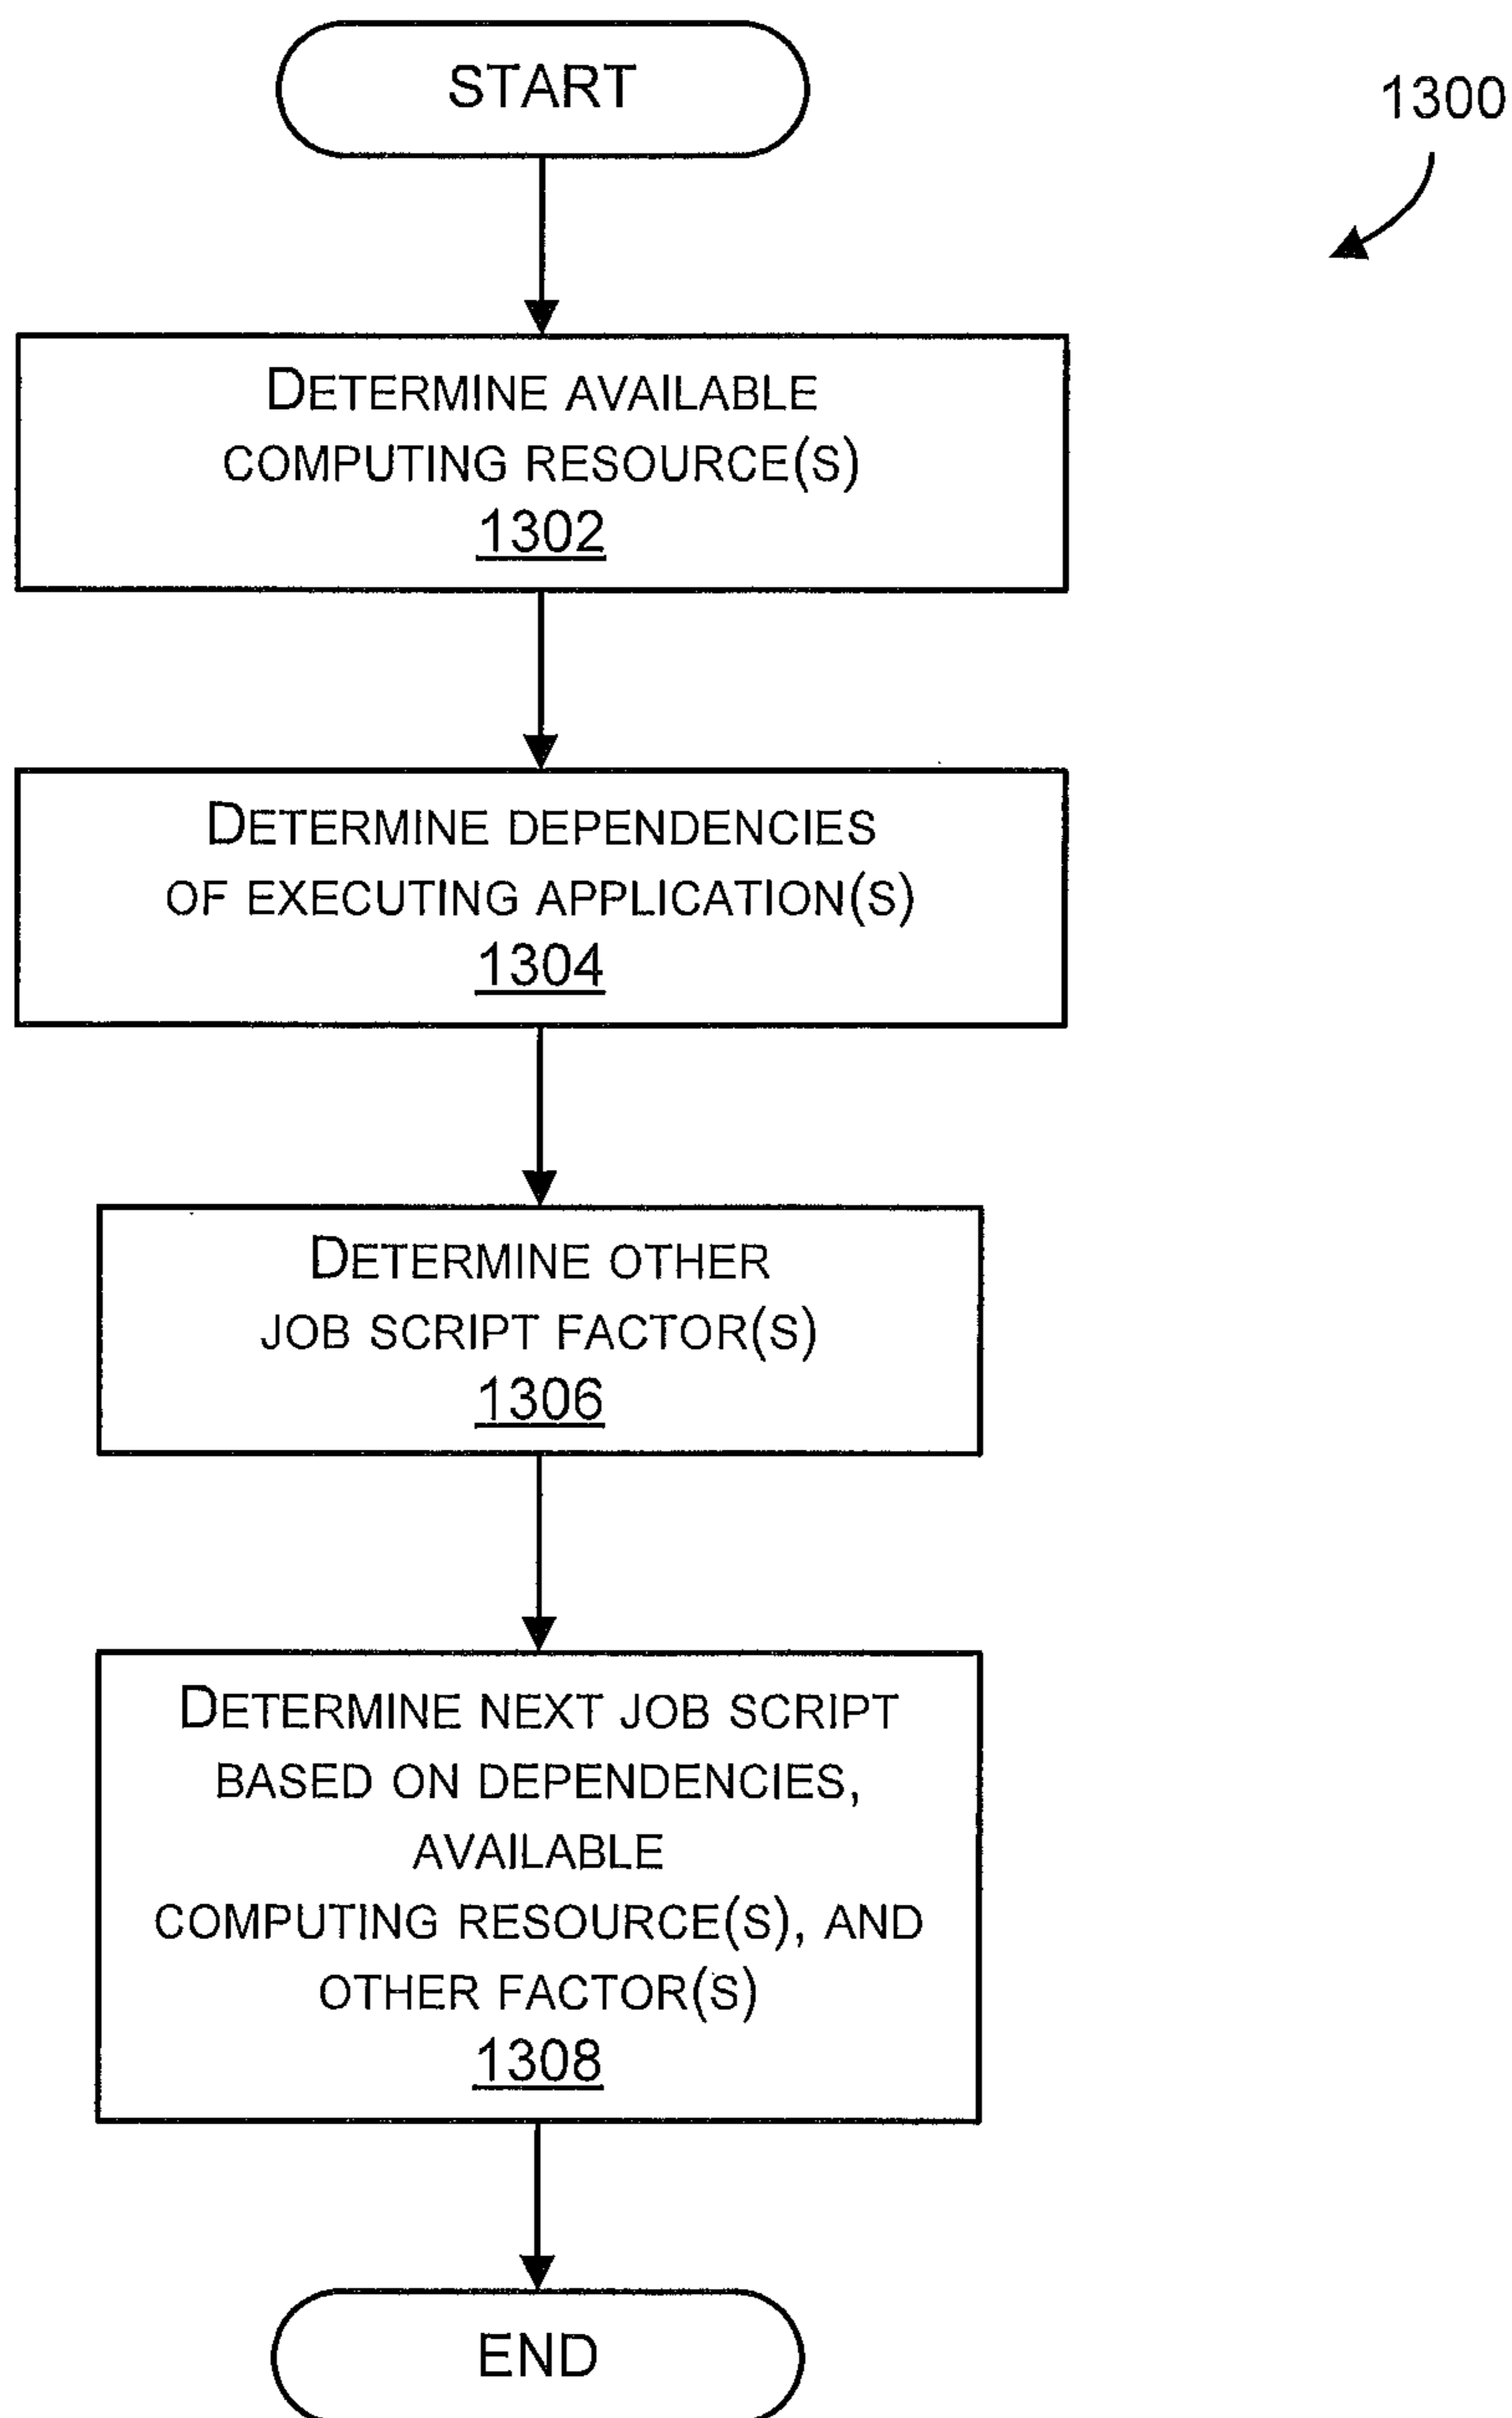 START
1300
DETERMINE AVAILABLE
COMPUTING RESOURCE(S)
1302
DETERMINE DEPENDENCIES
OF EXECUTING APPLICATION(S)
1304
DETERMINE OTHER
JOB SCRIPT FACTOR(S)
1306
DETERMINE NEXT JOB SCRIPT
BASED ON DEPENDENCIES,
AVAILABLE
COMPUTING RESOURCE(S), AND
OTHER FACTOR(S)
1308
END